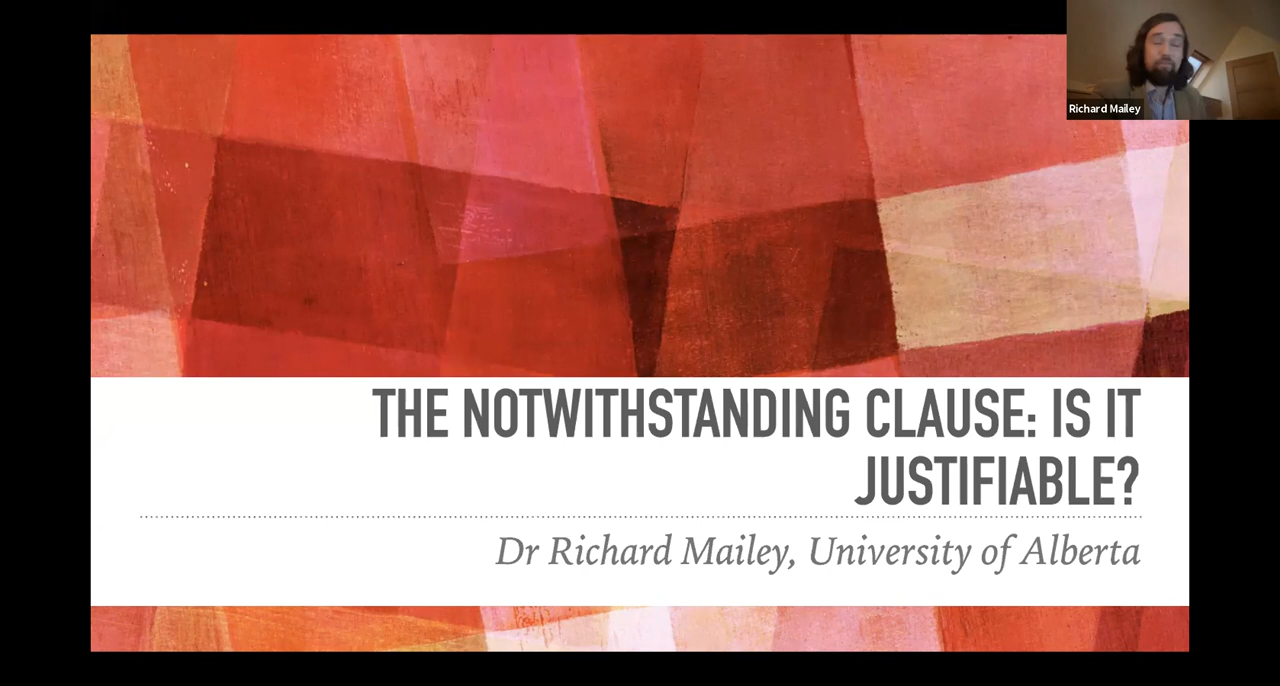 Richard Mailey
THE NOTWITHSTANDING CLAUSE: IS IT
JUSTIFIABLE?
Dr Richard Mailey, University of Alberta